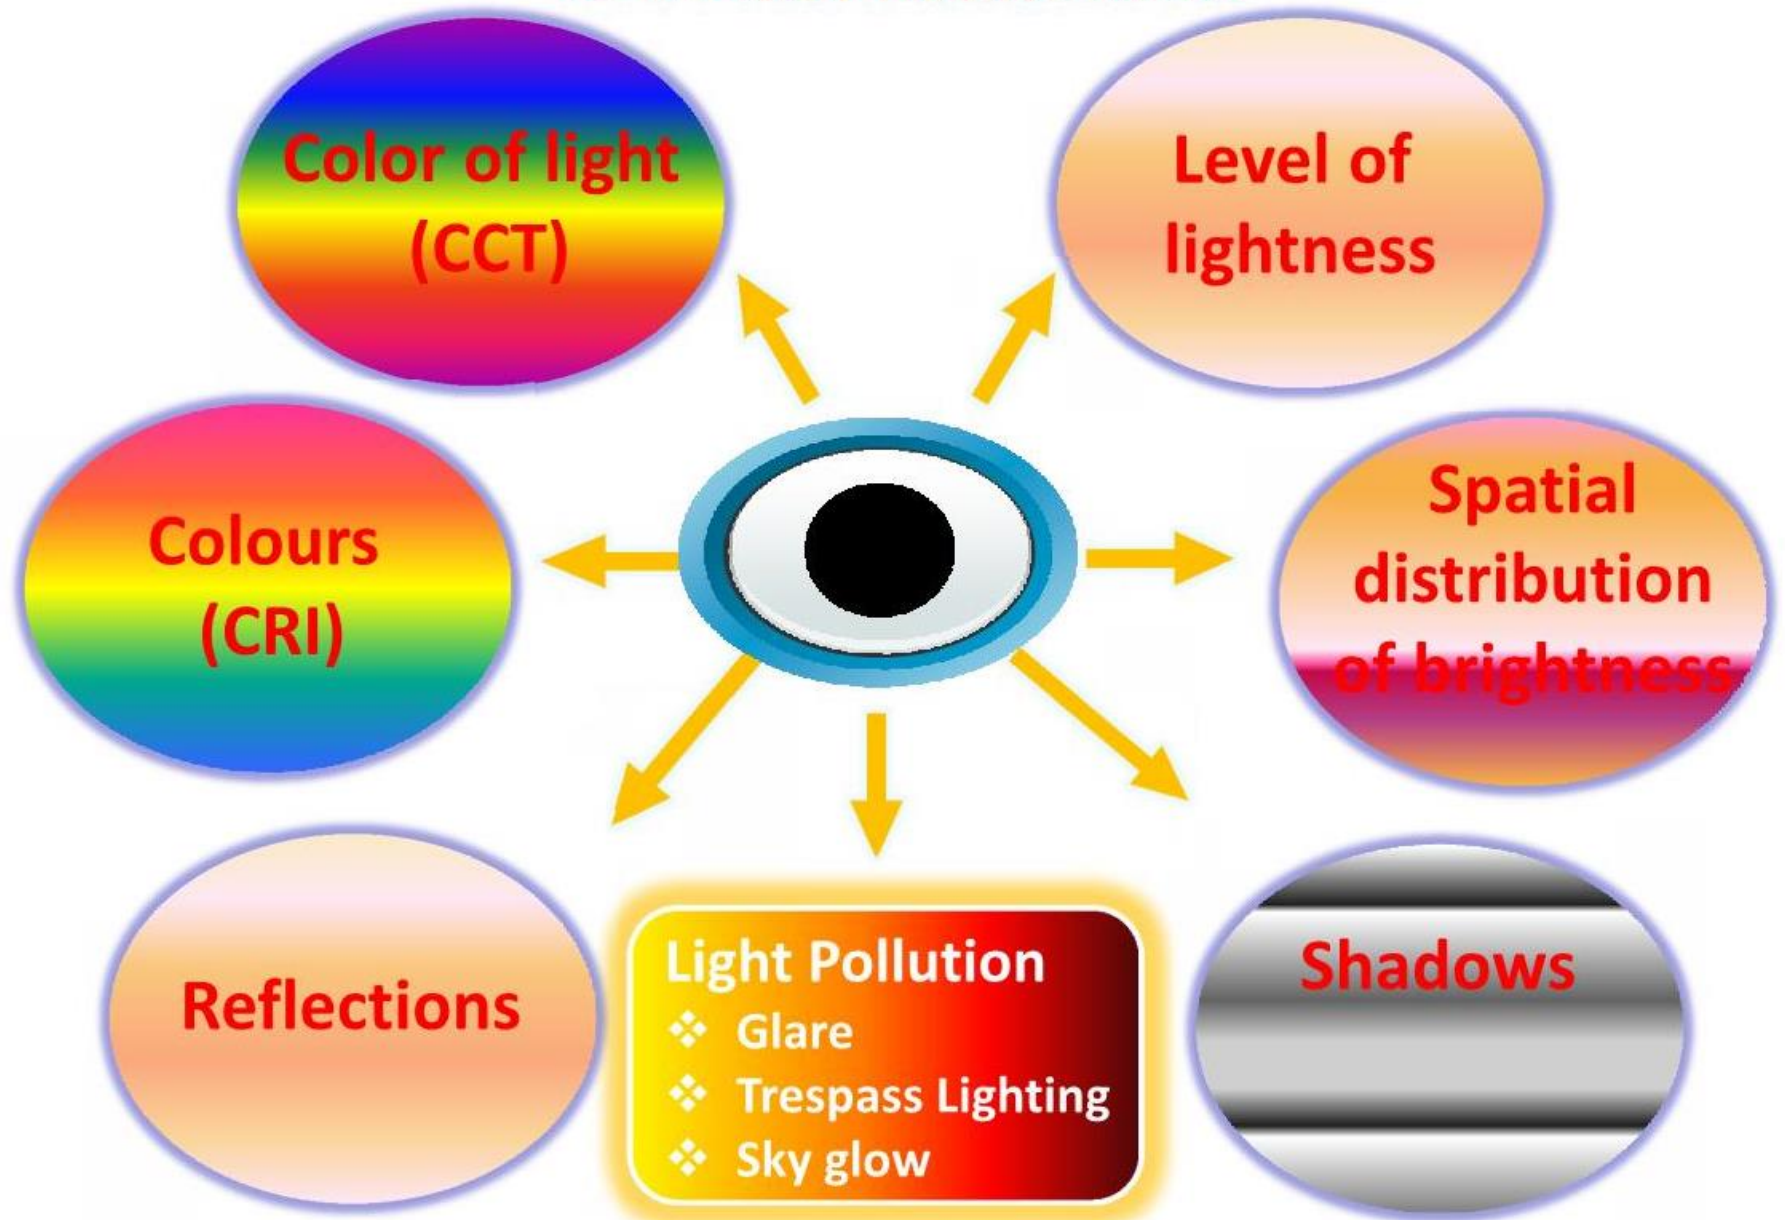 Color of light
(CCT)
Level of
lightness
Colours
(CRI)
Spatial
distribution
of brightness
Reflections
Light Pollution
❖ Glare
❖ Trespass Lighting
❖ Sky glow
Shadows